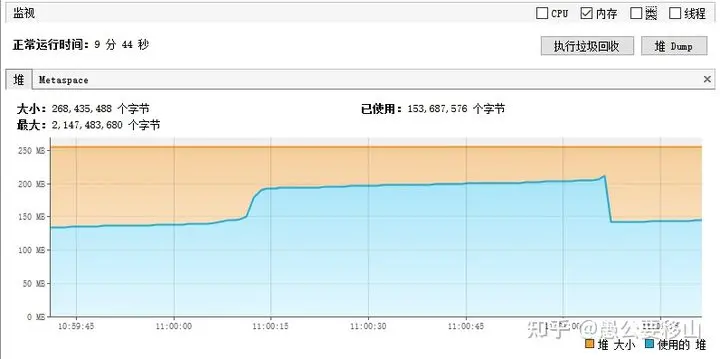 监视
CPU 内存 类 线程
正常运行时间: 9 分 44 秒
执行垃圾回收 堆 Dump
堆 Metaspace
大小: 268,435,488 个字节 已使用: 153,687,576 个字节
最大: 2,147,483,680 个字节
250 MB
200 MB
150 MB
100 MB
50 MB
0 MB
10:59:45 11:00:00 11:00:15 11:00:30 11:00:45 11:01:00 11:01:15
知乎 @愚公要移山
堆 大小 使用的 堆